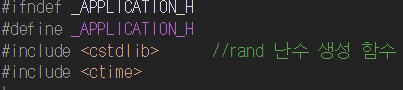 #ifndef _APPLICATION_H
#define _APPLICATION_H
#include <cstdlib> //rand 난수 생성 함수
#include <ctime>